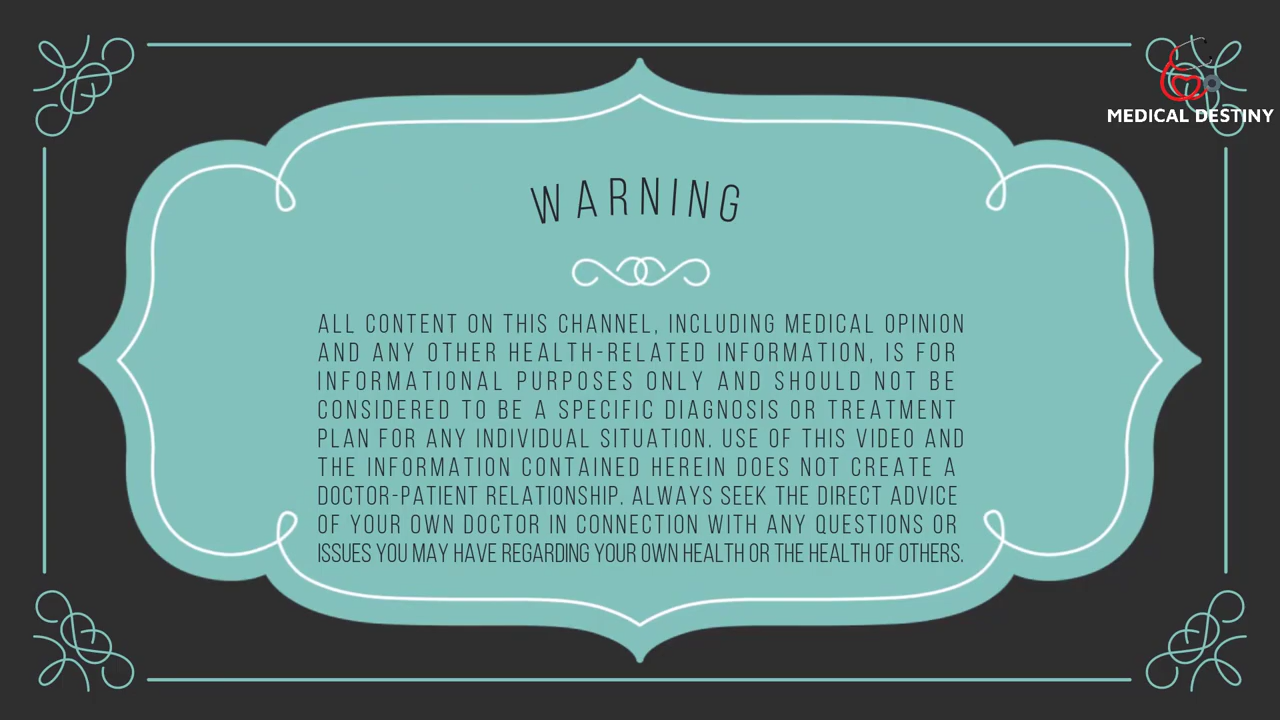 MEDICAL DESTINY
WARNING
ALL CONTENT ON THIS CHANNEL, INCLUDING MEDICAL OPINION
AND ANY OTHER HEALTH-RELATED INFORMATION, IS FOR
INFORMATIONAL PURPOSES ONLY AND SHOULD NOT BE
CONSIDERED TO BE A SPECIFIC DIAGNOSIS OR TREATMENT
PLAN FOR ANY INDIVIDUAL SITUATION. USE OF THIS VIDEO AND
THE INFORMATION CONTAINED HEREIN DOES NOT CREATE A
DOCTOR-PATIENT RELATIONSHIP. ALWAYS SEEK THE DIRECT ADVICE
OF YOUR OWN DOCTOR IN CONNECTION WITH ANY QUESTIONS OR
ISSUES YOU MAY HAVE REGARDING YOUR OWN HEALTH OR THE HEALTH OF OTHERS.